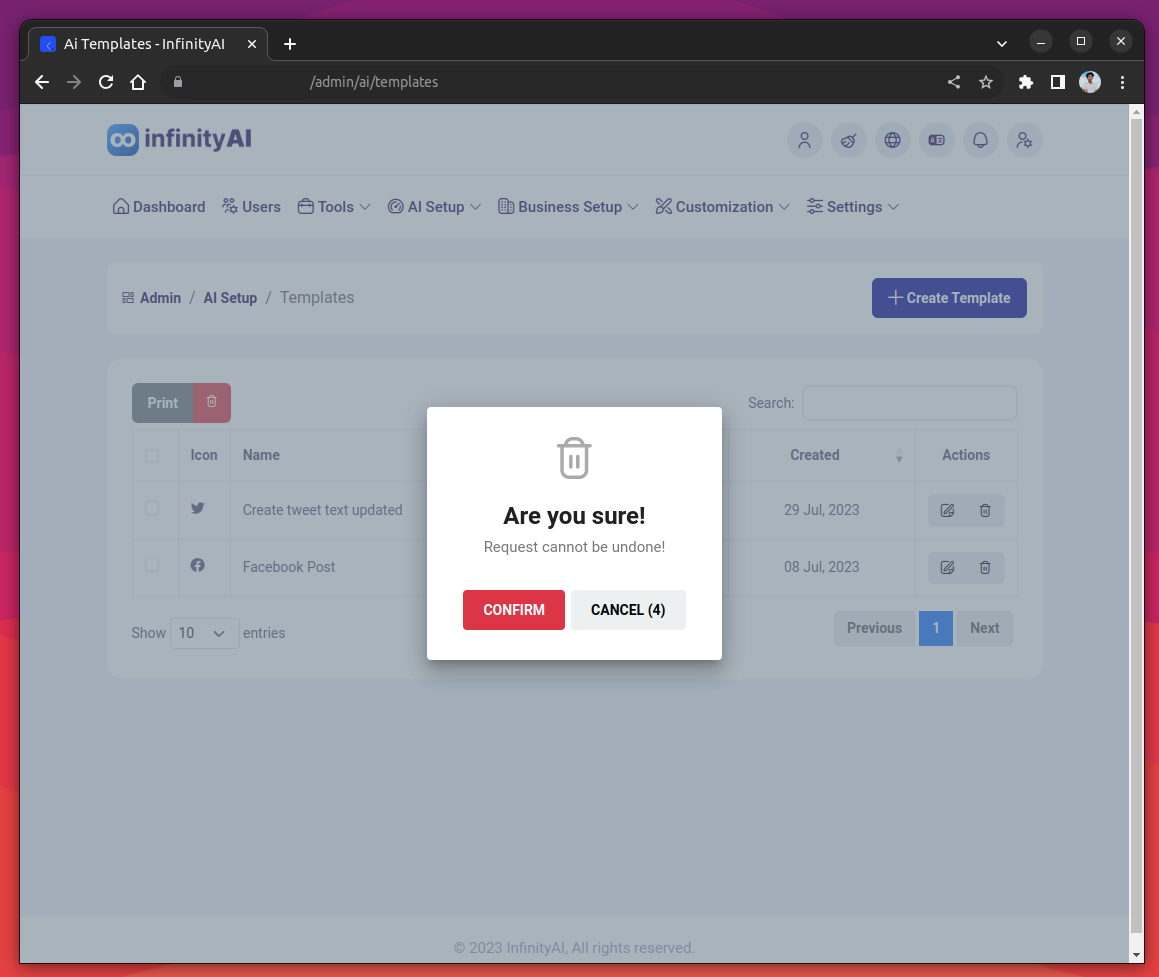 Ai Templates - InfinityAI
/admin/ai/templates
infinityAI
Dashboard Users Tools AI Setup Business Setup Customization Settings
Admin / AI Setup / Templates
Create Template
Print
Search:
Icon Name Created Actions
Create tweet text updated 29 Jul, 2023
Facebook Post 08 Jul, 2023
Are you sure!
Request cannot be undone!
CONFIRM CANCEL (4)
Show 10 entries
Previous 1 Next
© 2023 InfinityAI, All rights reserved.